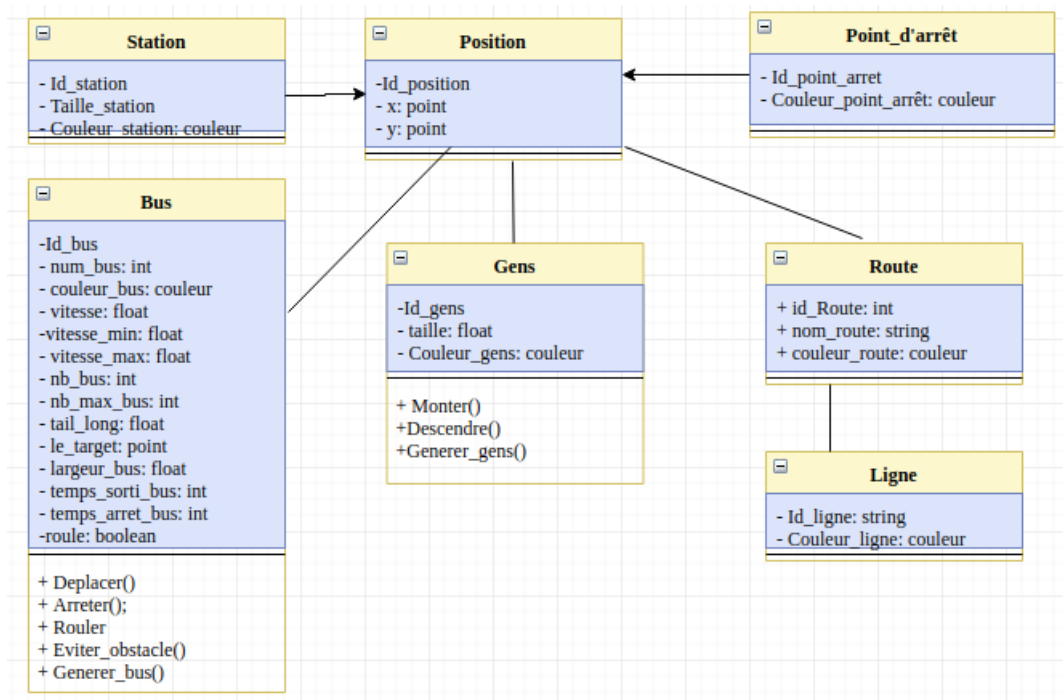 Station
- Id_station
- Taille_station
- Couleur_station: couleur
Position
-Id_position
- x: point
- y: point
Point_d'arrêt
- Id_point_arret
- Couleur_point_arrêt: couleur
Bus
-Id_bus
- num_bus: int
- couleur_bus: couleur
- vitesse: float
-vitesse_min: float
- vitesse_max: float
- nb_bus: int
- nb_max_bus: int
- tail_long: float
- le_target: point
- largeur_bus: float
- temps_sorti_bus: int
- temps_arret_bus: int
-roule: boolean
+ Deplacer()
+ Arreter();
+ Rouler
+ Eviter_obstacle()
+ Generer_bus()
Gens
-Id_gens
- taille: float
- Couleur_gens: couleur
+ Monter()
+Descendre()
+Generer_gens()
Route
+ id_Route: int
+ nom_route: string
+ couleur_route: couleur
Ligne
- Id_ligne: string
- Couleur_ligne: couleur